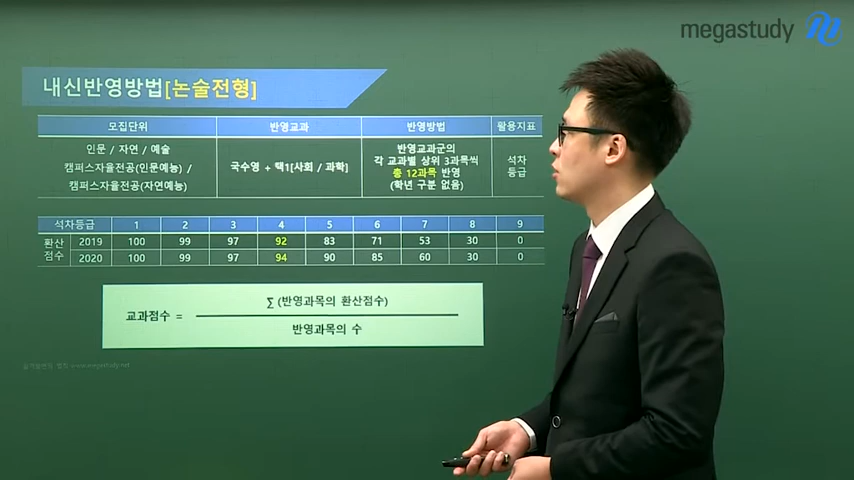 megastudy
내신반영방법[논술전형]
모집단위 반영교과 반영방법 활용지표
인문 / 자연 / 예술
캠퍼스자율전공(인문예능) /
캠퍼스자율전공(자연예능)
국수영 + 택1[사회 / 과학]
반영교과군의
각 교과별 상위 3과목씩
총 12과목 반영
(학년 구분 없음)
석차
등급
석차등급 1 2 3 4 5 6 7 8 9
환산
점수
2019 100 99 97 92 83 71 53 30 0
2020 100 99 97 94 90 85 60 30 0
교과점수 =
∑ (반영과목의 환산점수)
반영과목의 수
www.megastudy.net